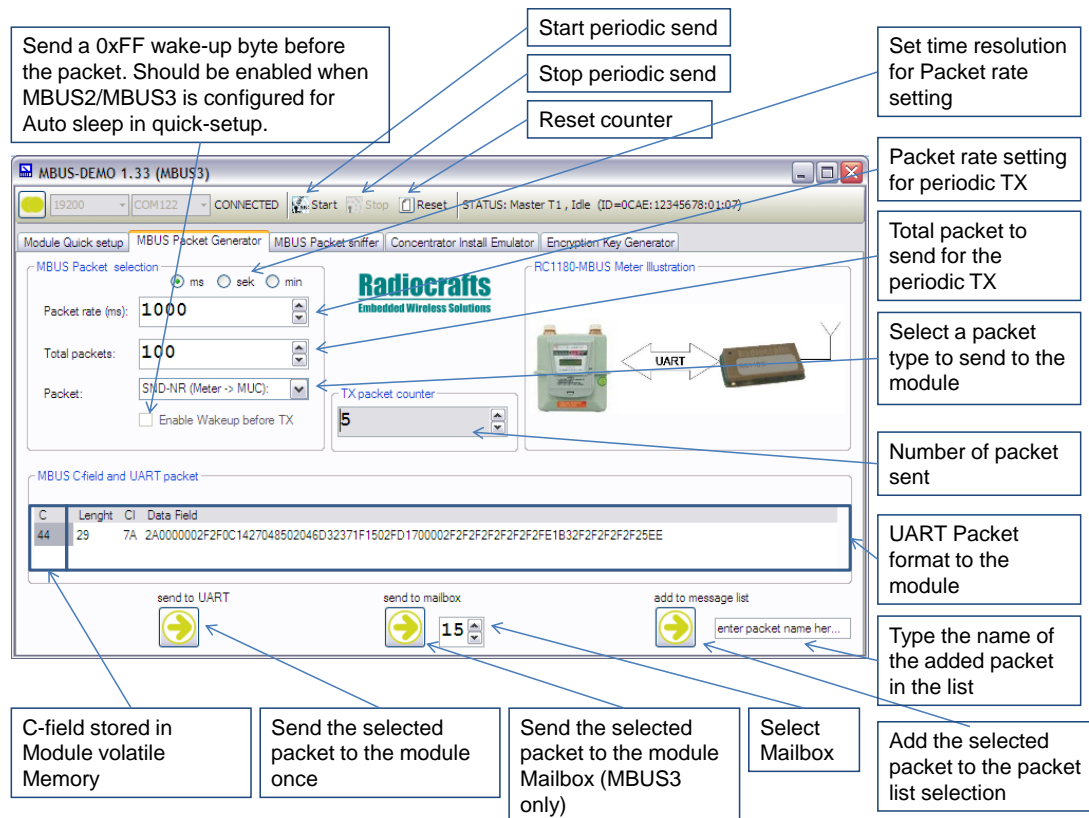 Send a 0xFF wake-up byte before
the packet. Should be enabled when
MBUS2/MBUS3 is configured for
Auto sleep in quick-setup.
Start periodic send
Stop periodic send
Reset counter
Set time resolution
for Packet rate
setting
Packet rate setting
for periodic TX
Total packet to
send for the
periodic TX
Select a packet
type to send to the
module
Number of packet
sent
UART Packet
format to the
module
Type the name of
the added packet
in the list
Add the selected
packet to the packet
list selection
MBUS-DEMO 1.33 (MBUS3)
19200 COM122 CONNECTED Start Stop Reset STATUS: Master T1 , Idle (ID=0CAE:12345678:01:07)
Module Quick setup MBUS Packet Generator MBUS Packet sniffer Concentrator Install Emulator Encryption Key Generator
MBUS Packet selection
ms sek min
Packet rate (ms): 1000
Total packets: 100
Packet: SND-NR (Meter -> MUC):
Enable Wakeup before TX
Radiocrafts
Embedded Wireless Solutions
TX packet counter
5
RC1180-MBUS Meter Illustration
UART
MBUS C-field and UART packet
C Lenght CI Data Field
44 29 7A 2A0000002F2F0C1427048502046D32371F1502FD1700002F2F2F2F2F2F2F2FE1B32F2F2F2F2F25EE
send to UART
send to mailbox
15
add to message list
enter packet name her...
C-field stored in
Module volatile
Memory
Send the selected
packet to the module
once
Send the selected
packet to the module
Mailbox (MBUS3
only)
Select
Mailbox